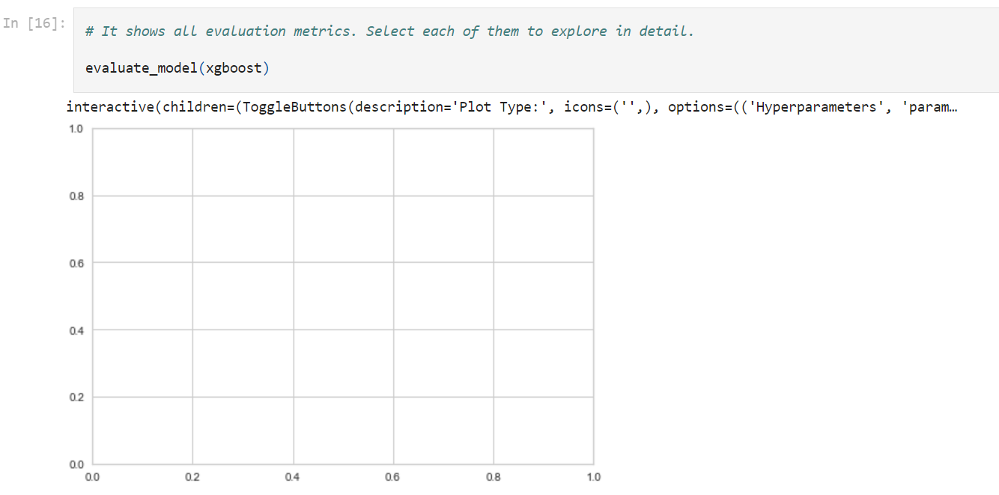 In [16]:
# It shows all evaluation metrics. Select each of them to explore in detail.
evaluate_model(xgboost)
interactive(children=(ToggleButtons(description='Plot Type:', icons=('',), options=(('Hyperparameters', 'param…
1.0
0.8
0.6
0.4
0.2
0.0
0.0 0.2 0.4 0.6 0.8 1.0